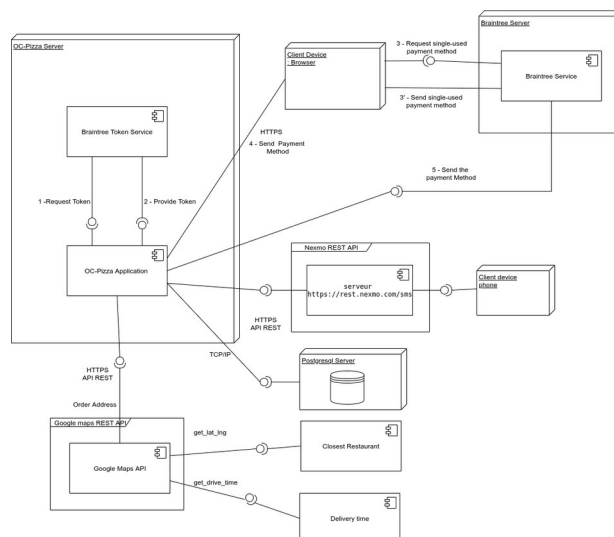 Braintree Server
OC-Pizza Server
Client Device
: Browser
3 - Request single-used
payment method
Braintree Service
Braintree Token Service
3' - Send single-used
payment method
HTTPS
4 - Send Payment
Method
5 - Send the
payment Method
1 -Request Token
2 - Provide Token
OC-Pizza Application
Nexmo REST API
serveur
https://rest.nexmo.com/sms
Client device
phone
HTTPS
API REST
TCP/IP
Postgresql Server
HTTPS
API REST
Order Address
Google maps REST API
get_lat_lng
Google Maps API
Closest Restaurant
get_drive_time
Delivery time